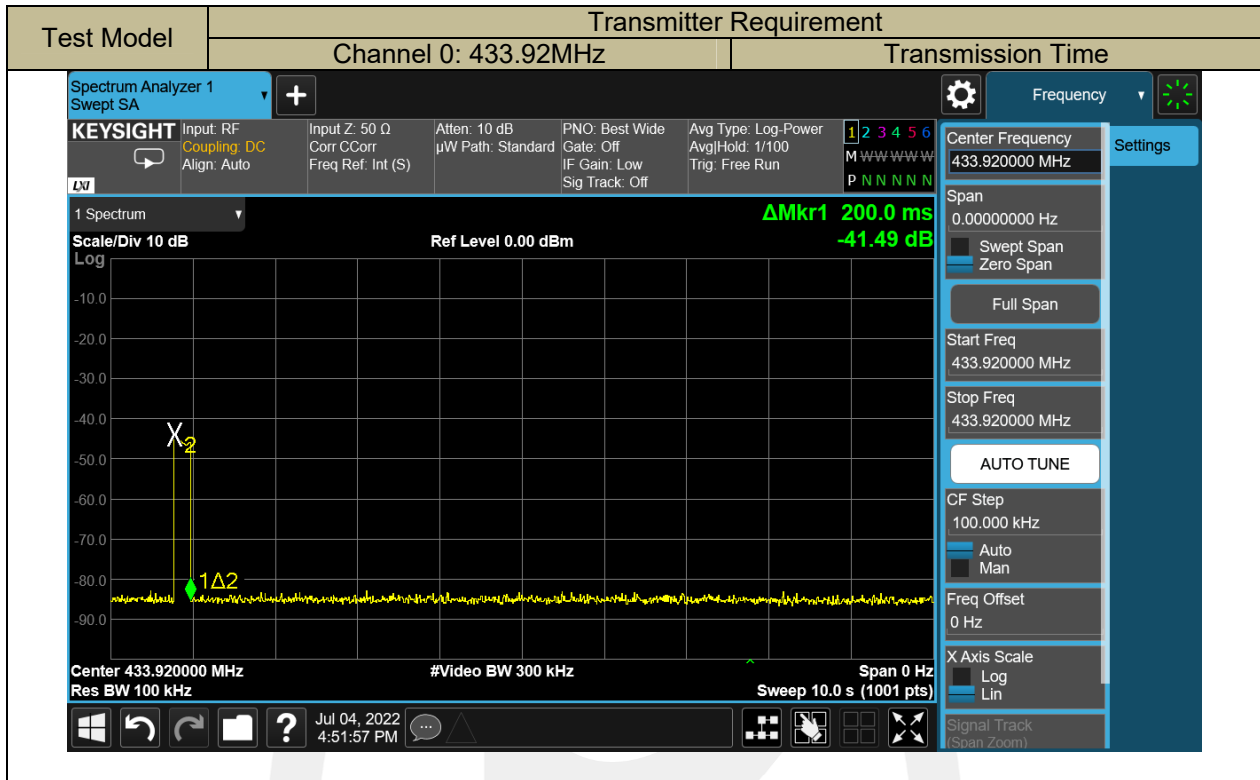 Test Model
Transmitter Requirement
Channel 0: 433.92MHz
Transmission Time
Spectrum Analyzer 1
Swept SA
Frequency
KEYSIGHT
LXI
Input: RF
Coupling: DC
Align: Auto
Input Z: 50 Ω
Corr CCorr
Freq Ref: Int (S)
Atten: 10 dB
µW Path: Standard
PNO: Best Wide
Gate: Off
IF Gain: Low
Sig Track: Off
Avg Type: Log-Power
Avg|Hold: 1/100
Trig: Free Run
1 2 3 4 5 6
M W W W W W
P N N N N N
1 Spectrum
ΔMkr1 200.0 ms
Scale/Div 10 dB
Ref Level 0.00 dBm
-41.49 dB
Log
-10.0
-20.0
-30.0
-40.0
X2
-50.0
-60.0
-70.0
-80.0
1Δ2
-90.0
Center 433.920000 MHz
#Video BW 300 kHz
Span 0 Hz
Res BW 100 kHz
Sweep 10.0 s (1001 pts)
?
Jul 04, 2022
4:51:57 PM
Center Frequency
433.920000 MHz
Settings
Span
0.00000000 Hz
Swept Span
Zero Span
Full Span
Start Freq
433.920000 MHz
Stop Freq
433.920000 MHz
AUTO TUNE
CF Step
100.000 kHz
Auto
Man
Freq Offset
0 Hz
X Axis Scale
Log
Lin
Signal Track
(Span Zoom)